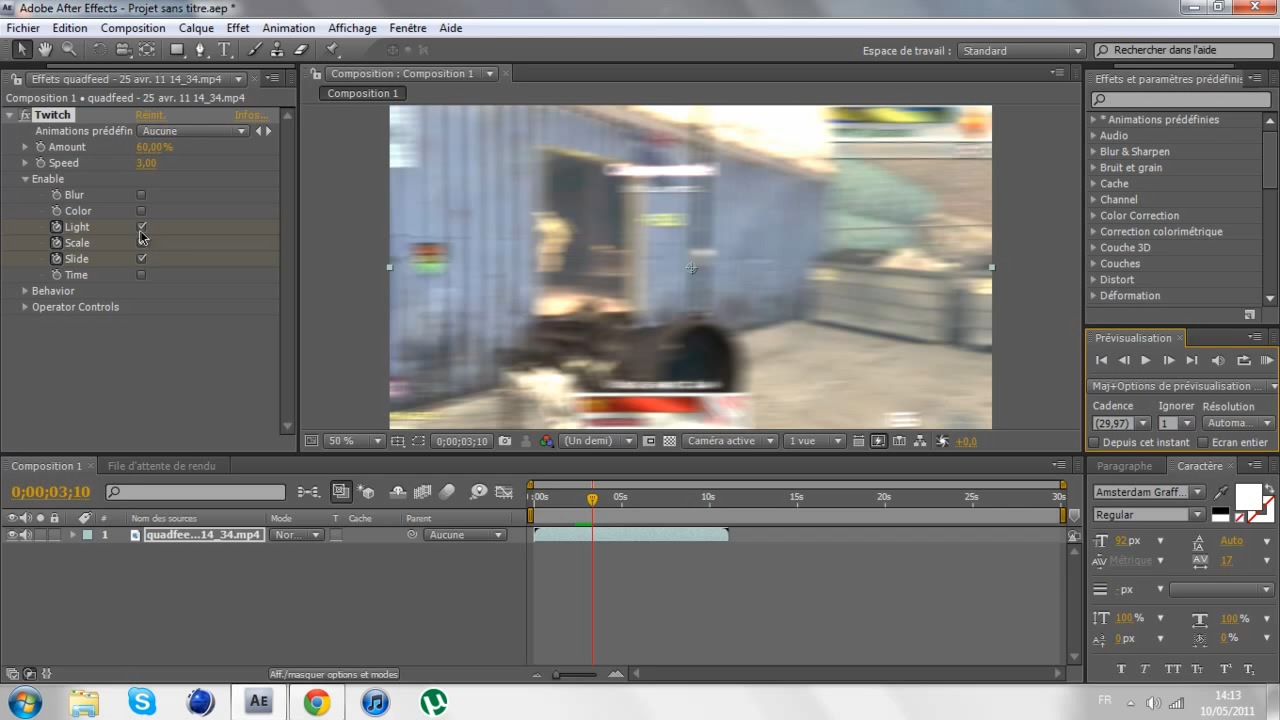 Adobe After Effects - Projet sans titre.aep *
Fichier Edition Composition Calque Effet Animation Affichage Fenêtre Aide
Espace de travail : Standard Rechercher dans l'aide
Effets quadfeed - 25 avr. 11 14_34.mp4
Composition 1 • quadfeed - 25 avr. 11 14_34.mp4
fx Twitch Réinit. Infos...
Animations prédéfin Aucune
Amount 60,00%
Speed 3,00
Enable
Blur
Color
Light
Scale
Slide
Time
Behavior
Operator Controls
Composition : Composition 1
Composition 1
50 % 0;00;03;10 (Un demi) Caméra active 1 vue +0,0
Effets et paramètres prédéfinis
* Animations prédéfinies
Audio
Blur & Sharpen
Bruit et grain
Cache
Channel
Color Correction
Correction colorimétrique
Couche 3D
Couches
Distort
Déformation
Prévisualisation
Maj+Options de prévisualisation ...
Cadence Ignorer Résolution
(29,97) 1 Automa...
Depuis cet instant Ecran entier
Composition 1 File d'attente de rendu
0;00;03;10
:00s 05s 10s 15s 20s 25s 30s
# Nom des sources Mode T Cache Parent
1 quadfee...14_34.mp4 Nor... Aucune
Aff./masquer options et modes
Paragraphe Caractère
Amsterdam Graff...
Regular
92 px Auto
Métrique 17
- px
100 % 100 %
0 px 0 %
T T TT TT T¹ T₁
AE
FR 14:13
10/05/2011